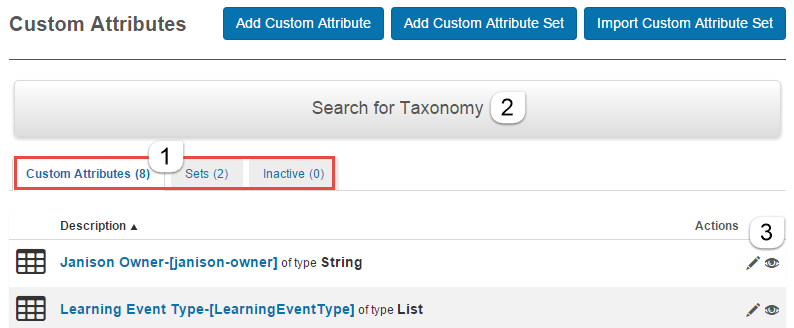 Custom Attributes Add Custom Attribute Add Custom Attribute Set Import Custom Attribute Set
Search for Taxonomy 2
1
Custom Attributes (8) Sets (2) Inactive (0)
Description ▲ Actions 3
Janison Owner-[janison-owner] of type String
Learning Event Type-[LearningEventType] of type List